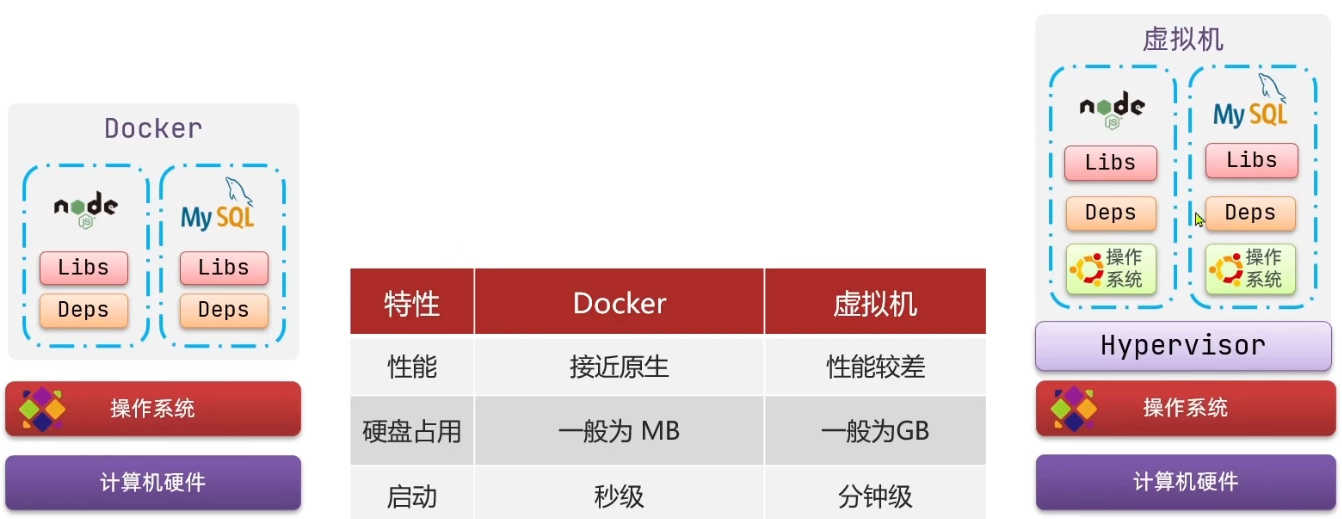 Docker
node
JS
MySQL
Libs
Libs
Deps
Deps
操作系统
计算机硬件
特性 Docker 虚拟机
性能 接近原生 性能较差
硬盘占用 一般为 MB 一般为GB
启动 秒级 分钟级
虚拟机
node
JS
MySQL
Libs
Libs
Deps
Deps
操作
系统
操作
系统
Hypervisor
操作系统
计算机硬件